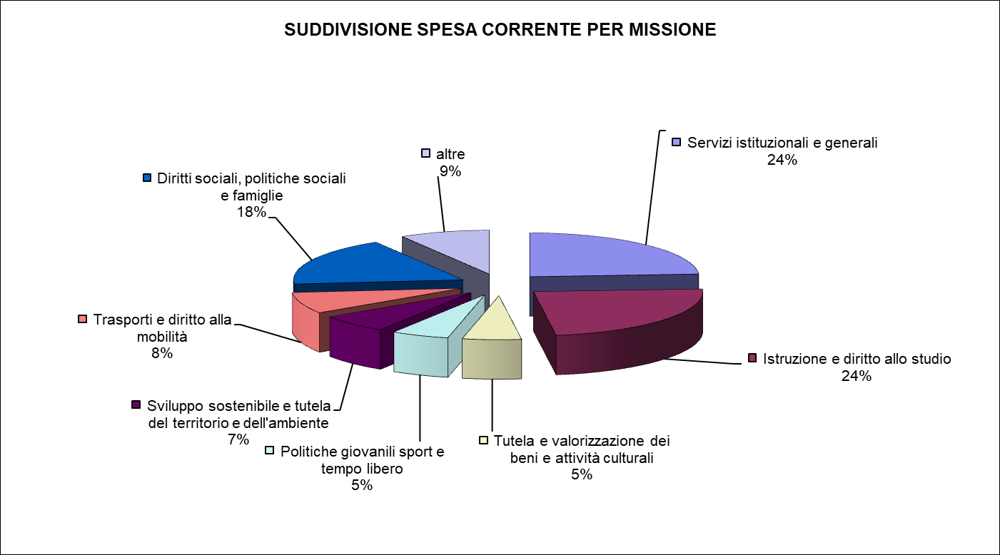 SUDDIVISIONE SPESA CORRENTE PER MISSIONE
Servizi istituzionali e generali
24%
Istruzione e diritto allo studio
24%
Tutela e valorizzazione dei
beni e attività culturali
5%
Politiche giovanili sport e
tempo libero
5%
Sviluppo sostenibile e tutela
del territorio e dell'ambiente
7%
Trasporti e diritto alla
mobilità
8%
Diritti sociali, politiche sociali
e famiglie
18%
altre
9%